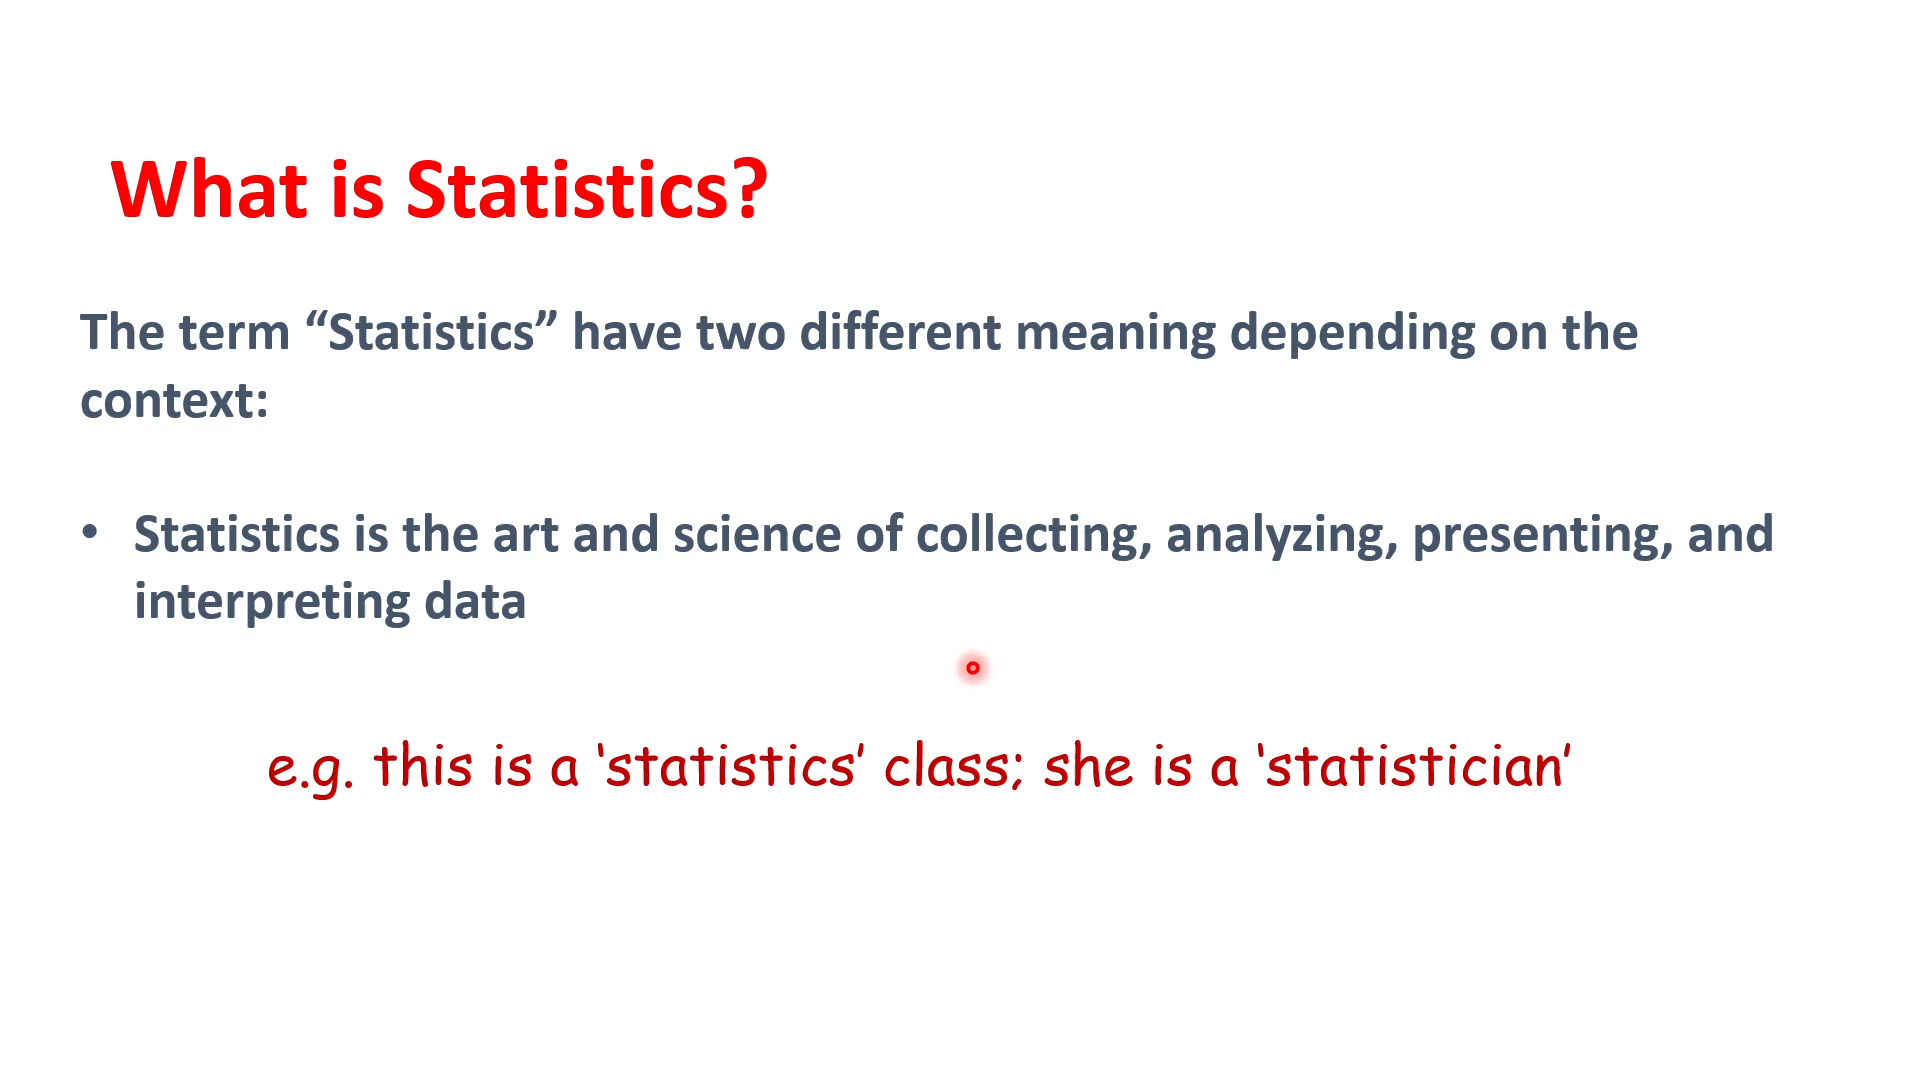 What is Statistics?
The term “Statistics” have two different meaning depending on the
context:
• Statistics is the art and science of collecting, analyzing, presenting, and
interpreting data
e.g. this is a ‘statistics’ class; she is a ‘statistician’